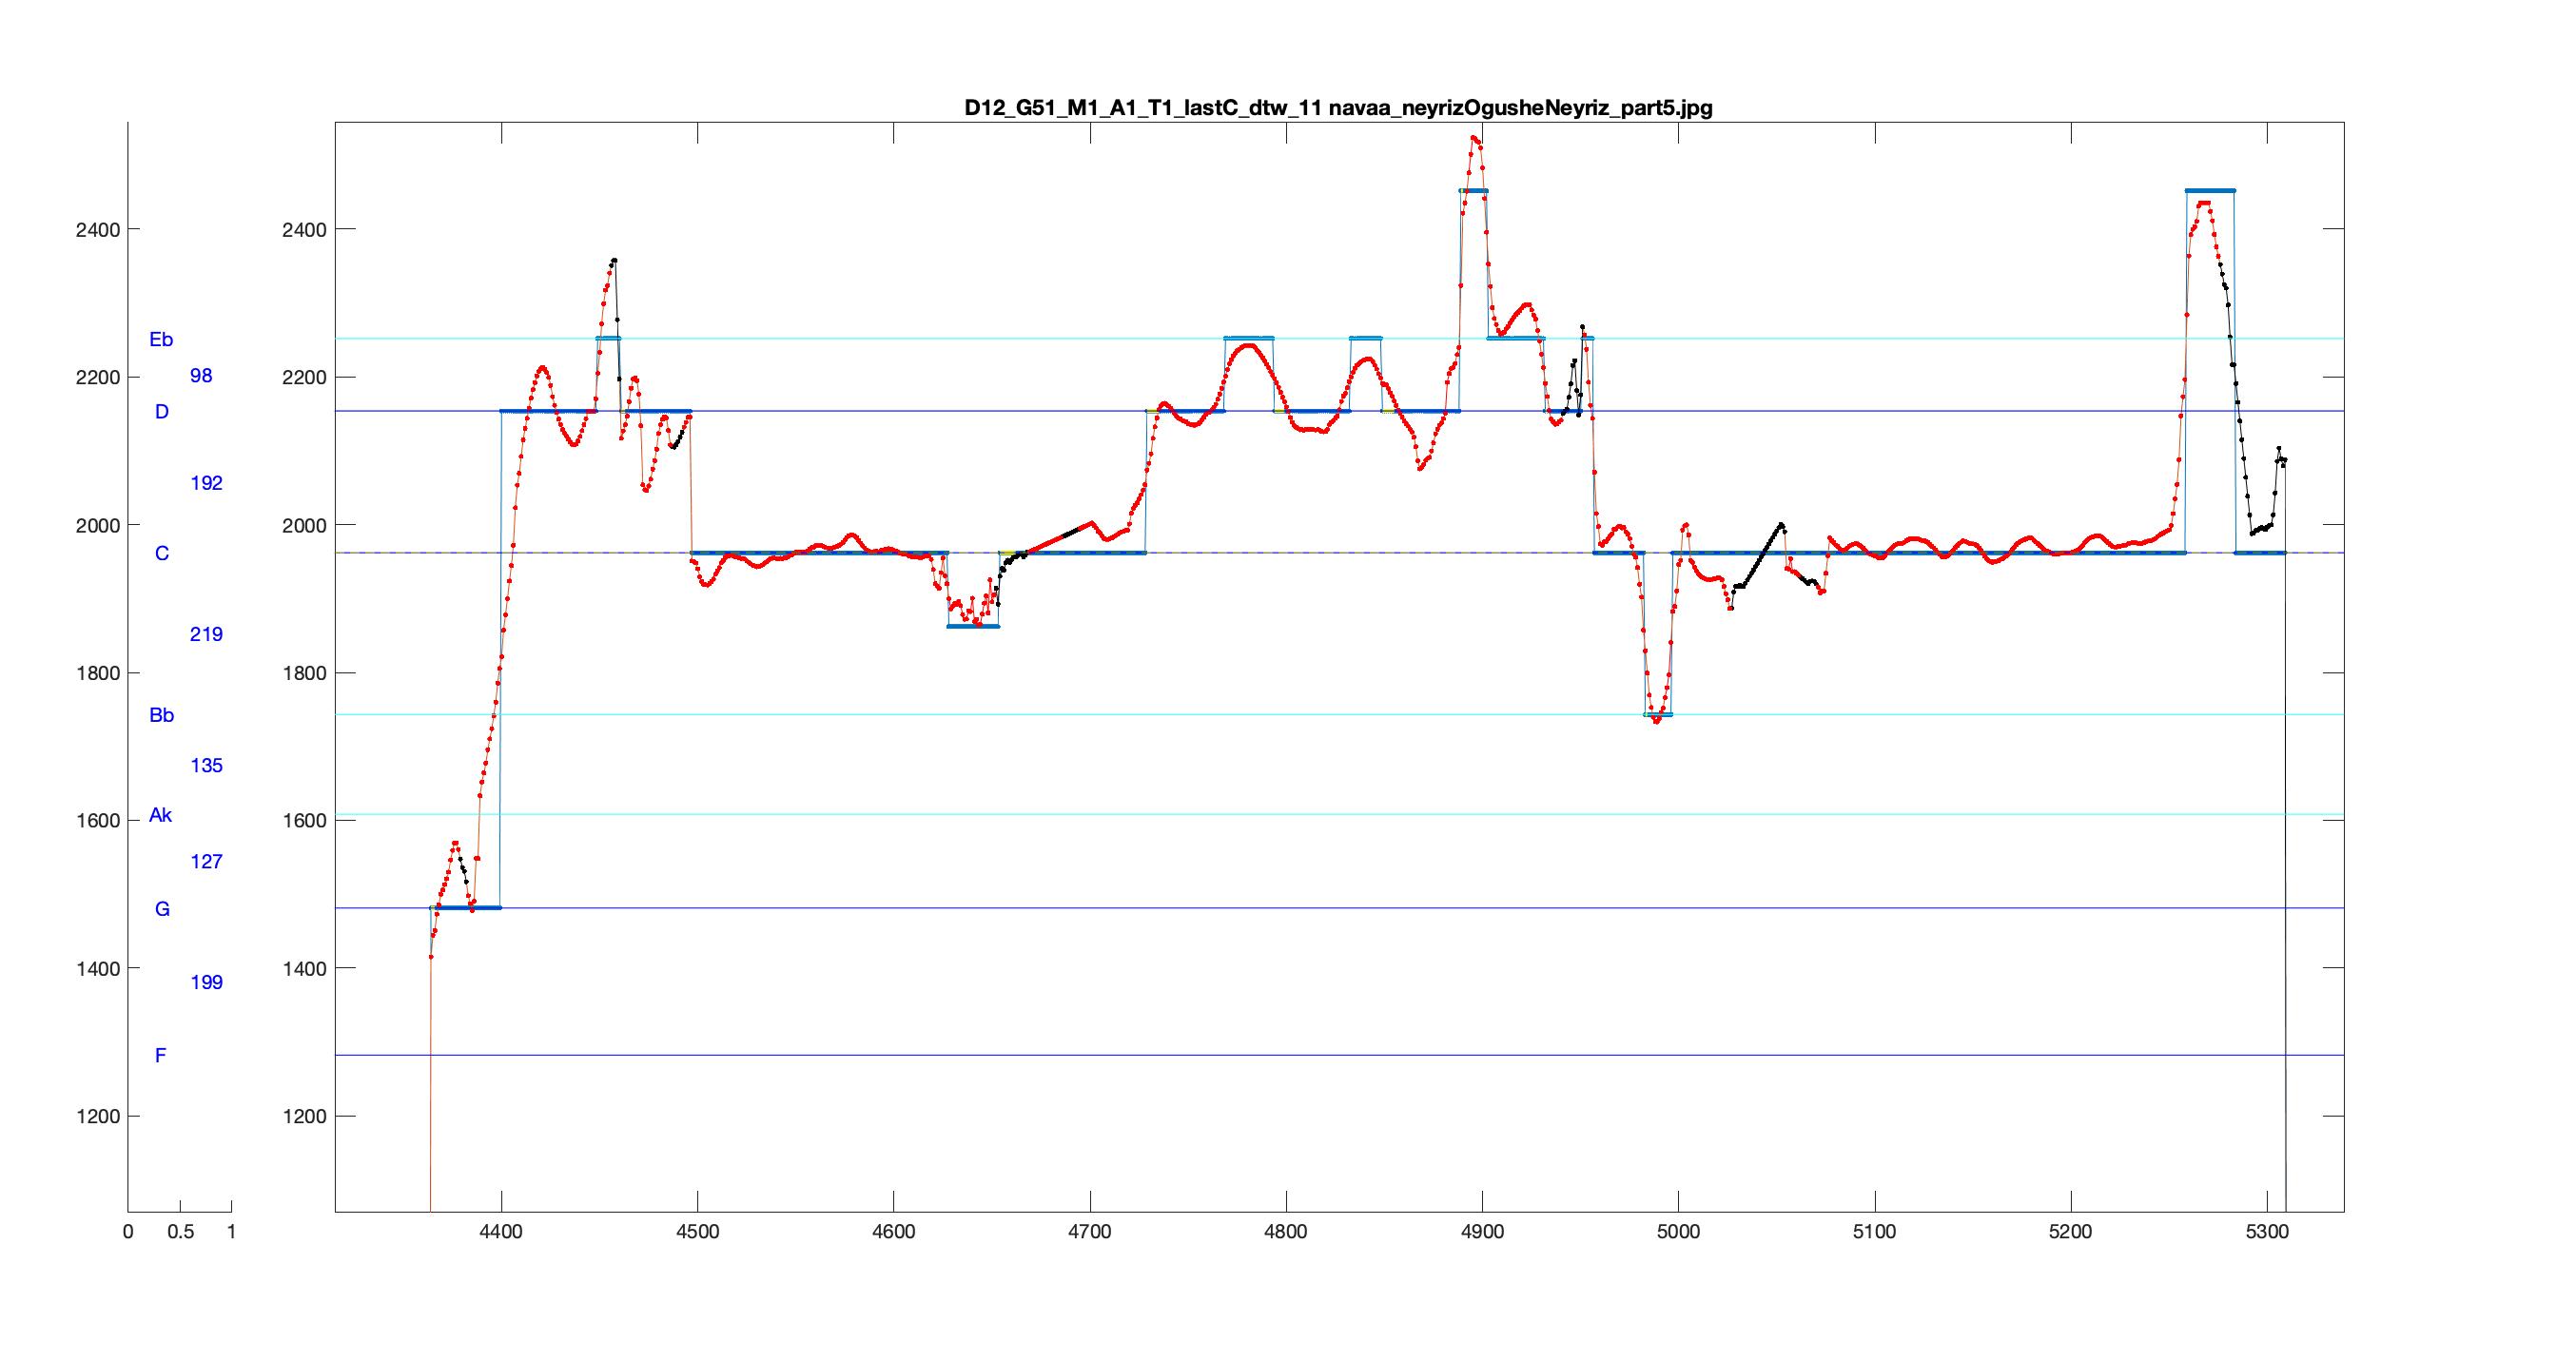 D12_G51_M1_A1_T1_lastC_dtw_11 navaa_neyrizOgusheNeyriz_part5.jpg
2400 2400
Eb
2200 98 2200
D
192
2000 2000
C
219
1800 1800
Bb
135
1600 Ak 1600
127
G
1400 199 1400
F
1200 1200
0 0.5 1 4400 4500 4600 4700 4800 4900 5000 5100 5200 5300